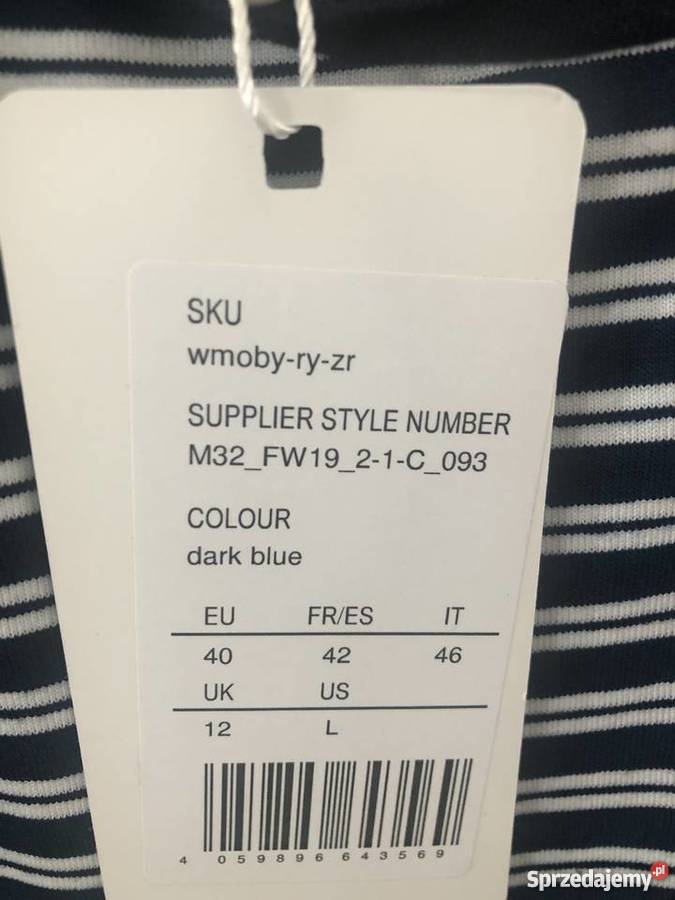 SKU
wmoby-ry-zr
SUPPLIER STYLE NUMBER
M32_FW19_2-1-C_093
COLOUR
dark blue
EU FR/ES IT
40 42 46
UK US
12 L
4 059896 643569
Sprzedajemy.pl